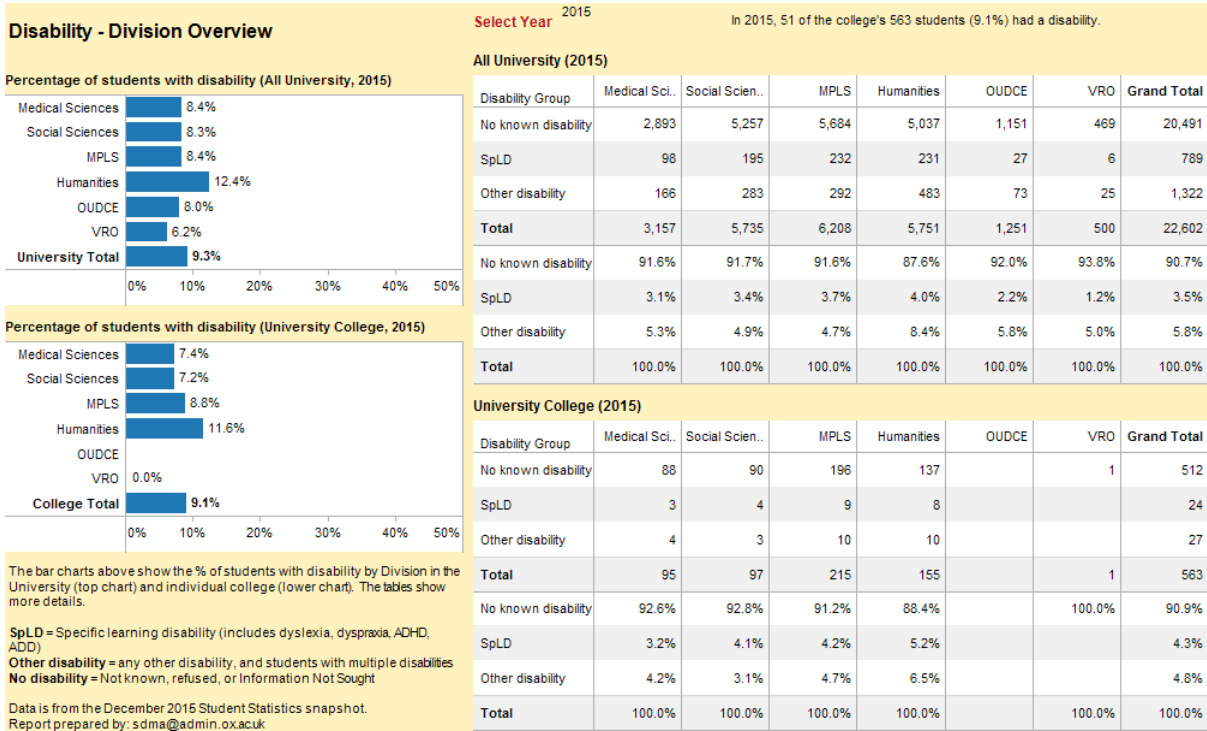 Disability - Division Overview
Percentage of students with disability (All University, 2015)
Medical Sciences 8.4%
Social Sciences 8.3%
MPLS 8.4%
Humanities 12.4%
OUDCE 8.0%
VRO 6.2%
University Total 9.3%
0% 10% 20% 30% 40% 50%
Percentage of students with disability (University College, 2015)
Medical Sciences 7.4%
Social Sciences 7.2%
MPLS 8.8%
Humanities 11.6%
OUDCE
VRO 0.0%
College Total 9.1%
0% 10% 20% 30% 40% 50%
The bar charts above show the % of students with disability by Division in the
University (top chart) and individual college (lower chart). The tables show
more details.
SpLD = Specific learning disability (includes dyslexia, dyspraxia, ADHD,
ADD)
Other disability = any other disability, and students with multiple disabilities
No disability = Not known, refused, or Information Not Sought
Data is from the December 2015 Student Statistics snapshot.
Report prepared by: sdma@admin.ox.ac.uk
Select Year 2015
In 2015, 51 of the college's 563 students (9.1%) had a disability.
All University (2015)
Disability Group Medical Sci.. Social Scien.. MPLS Humanities OUDCE VRO Grand Total
No known disability 2,893 5,257 5,684 5,037 1,151 469 20,491
SpLD 98 195 232 231 27 6 789
Other disability 166 283 292 483 73 25 1,322
Total 3,157 5,735 6,208 5,751 1,251 500 22,602
No known disability 91.6% 91.7% 91.6% 87.6% 92.0% 93.8% 90.7%
SpLD 3.1% 3.4% 3.7% 4.0% 2.2% 1.2% 3.5%
Other disability 5.3% 4.9% 4.7% 8.4% 5.8% 5.0% 5.8%
Total 100.0% 100.0% 100.0% 100.0% 100.0% 100.0% 100.0%
University College (2015)
Disability Group Medical Sci.. Social Scien.. MPLS Humanities OUDCE VRO Grand Total
No known disability 88 90 196 137 1 512
SpLD 3 4 9 8 24
Other disability 4 3 10 10 27
Total 95 97 215 155 1 563
No known disability 92.6% 92.8% 91.2% 88.4% 100.0% 90.9%
SpLD 3.2% 4.1% 4.2% 5.2% 4.3%
Other disability 4.2% 3.1% 4.7% 6.5% 4.8%
Total 100.0% 100.0% 100.0% 100.0% 100.0% 100.0%